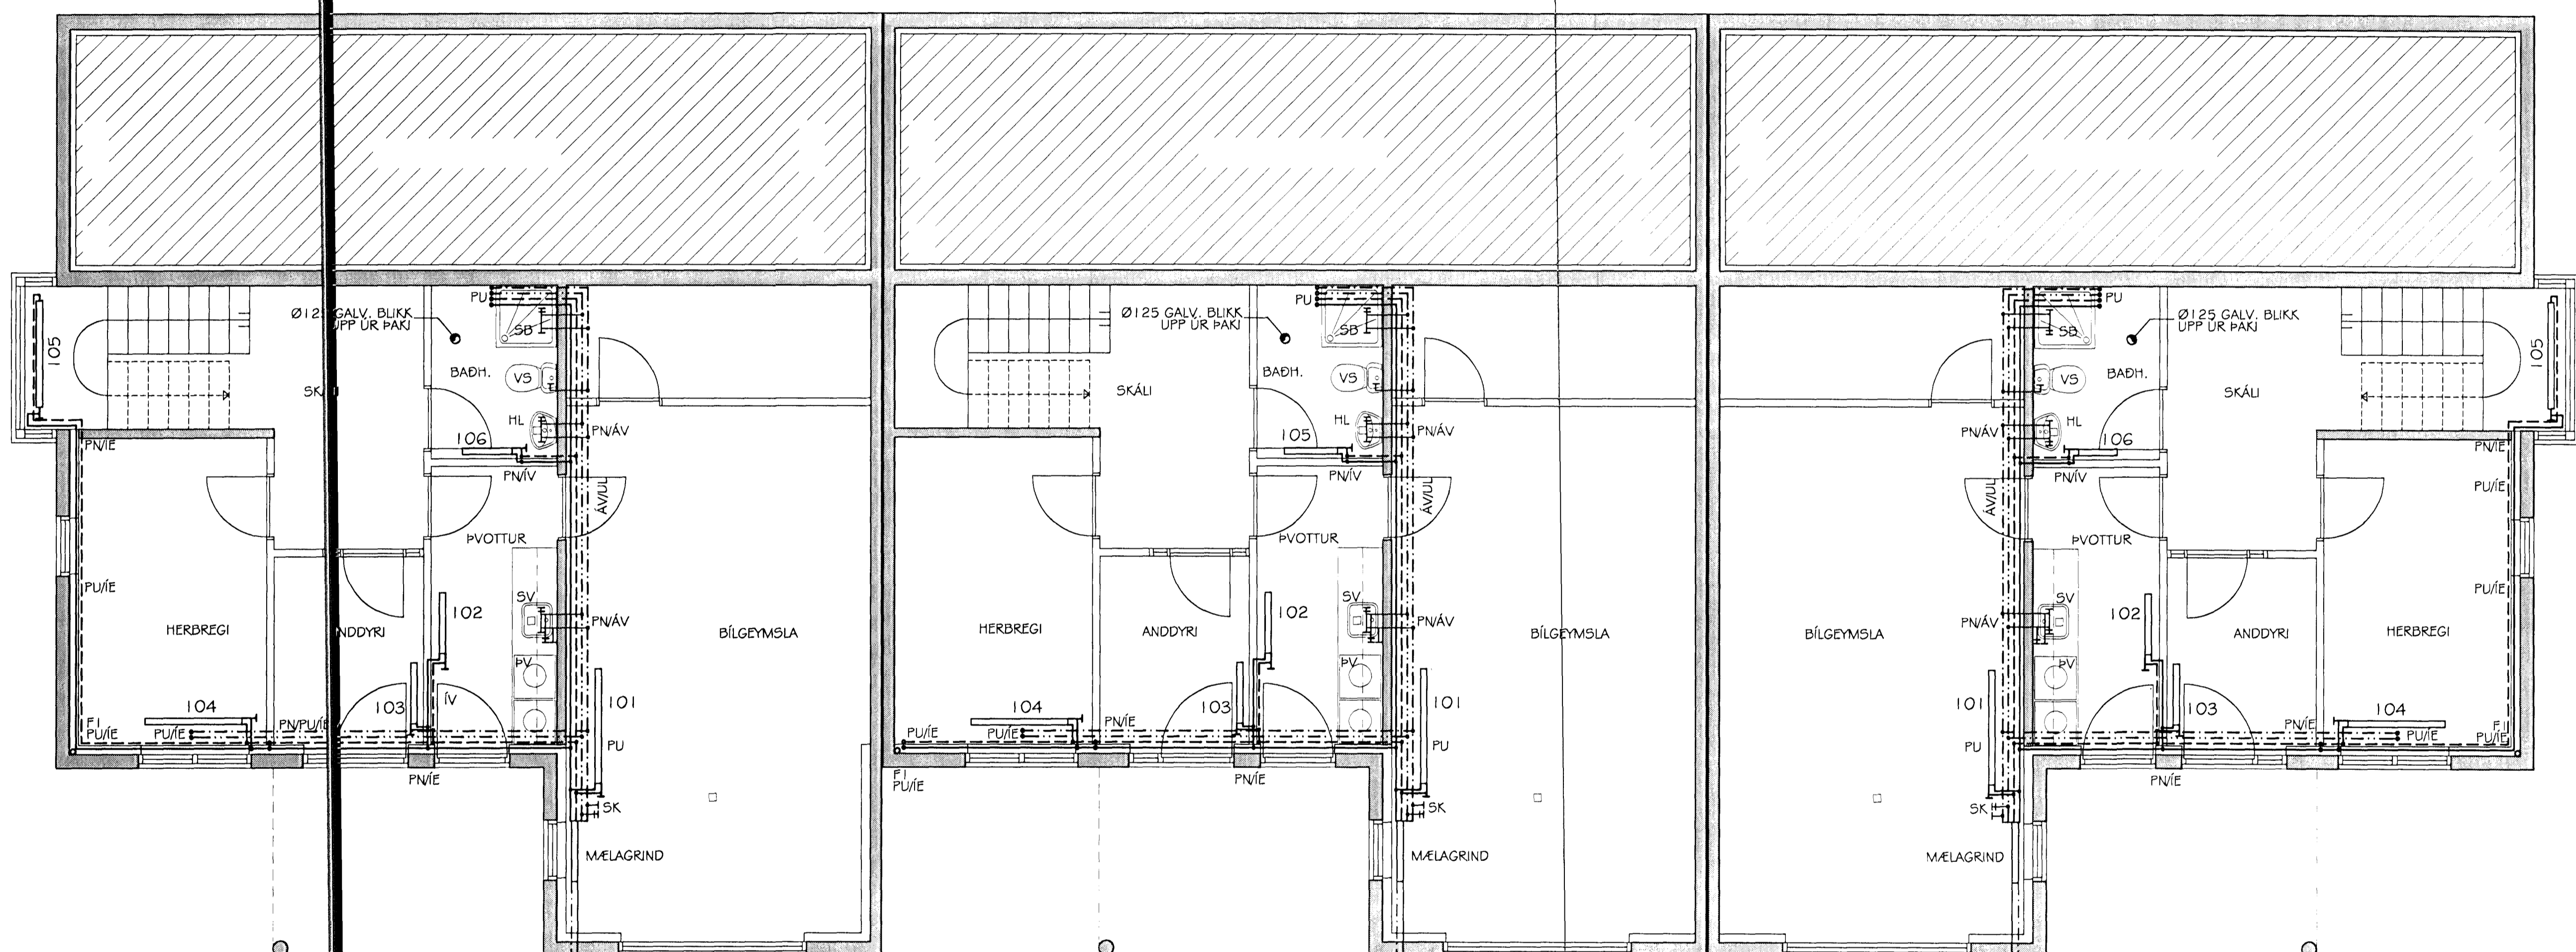 Ø125 GALV. BLIKK
UPP ÚR ÞAKI
PU
SB
105
BAÐH.
VS
HL
PN/ÁV
106
PN/ÍE
PN/ÍV
ÁV/UL
ÞVOTTUR
PU/ÍE
SV
102
PN/ÁV
HERBREGI
BÍLGEYMSLA
ÞV
ÍV
101
104
103
F1
PU/ÍE
PU/ÍE
PN/PU/ÍE
PU
PN/ÍE
SK
MÆLAGRIND
Ø125 GALV. BLIKK
UPP ÚR ÞAKI
PU
SB
BAÐH.
VS
SKÁLI
HL
PN/ÁV
105
PN/ÍV
ÁV/UL
ÞVOTTUR
SV
102
PN/ÁV
HERBREGI
ANDDYRI
BÍLGEYMSLA
ÞV
101
104
103
PN/ÍE
PU/ÍE
PU/ÍE
PU
PN/ÍE
F1
PU/ÍE
SK
MÆLAGRIND
PU
Ø125 GALV. BLIKK
UPP ÚR ÞAKI
SB
105
VS
BAÐH.
SKÁLI
HL
PN/ÁV
106
PN/ÍE
PN/ÍV
PU/ÍE
ÁV/UL
ÞVOTTUR
PU/ÍE
SV
102
PN/ÁV
BÍLGEYMSLA
ANDDYRI
HERBREGI
ÞV
101
103
104
PN/ÍE
F1
PU/ÍE
PU/ÍE
PU
PN/ÍE
SK
MÆLAGRIND